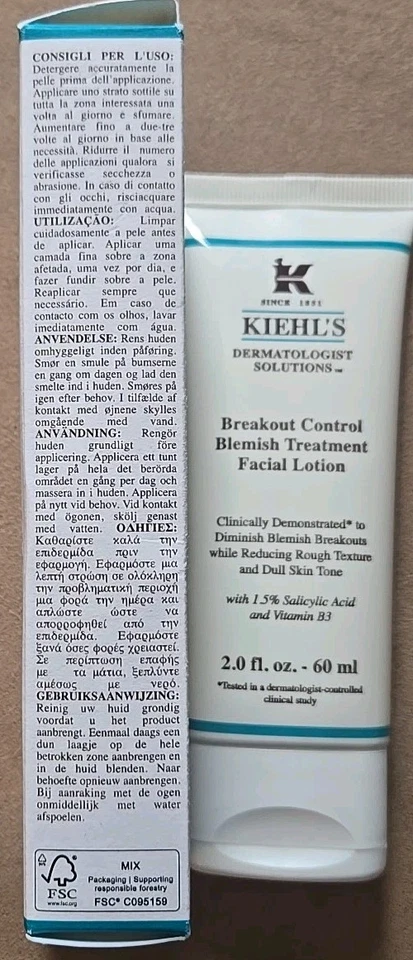 CONSIGLI PER L'USO:
Detergere accuratamente la
pelle prima dell'applicazione.
Applicare uno strato sottile su
tutta la zona interessata una
volta al giorno e sfumare.
Aumentare fino a due-tre
volte al giorno in base alle
necessità. Ridurre il numero
delle applicazioni qualora si
verificasse secchezza o
abrasione. In caso di contatto
con gli occhi, risciacquare
immediatamente con acqua.
UTILIZAÇÃO: Limpar
cuidadosamente a pele antes
de aplicar. Aplicar uma
camada fina sobre a zona
afetada, uma vez por dia, e
fazer fundir sobre a pele.
Reaplicar sempre que
necessário. Em caso de
contacto com os olhos, lavar
imediatamente com água.
ANVENDELSE: Rens huden
omhyggeligt inden påføring.
Smør en smule på bumserne
en gang om dagen og lad den
smelte ind i huden. Smøres på
igen efter behov. I tilfælde af
kontakt med øjnene skylles
omgående med vand.
ANVÄNDNING: Rengör
huden grundligt före
applicering. Applicera ett tunt
lager på hela det berörda
området en gång per dag och
massera in i huden. Applicera
på nytt vid behov. Vid kontakt
med ögonen, skölj genast
med vatten. ΟΔΗΓΙΕΣ:
Καθαρίστε καλά την
επιδερμίδα πριν την
εφαρμογή. Εφαρμόστε μια
λεπτή στρώση σε ολόκληρη
την προβληματική περιοχή
μια φορά την ημέρα και
απλώστε ώστε να
απορροφηθεί από την
επιδερμίδα. Εφαρμόστε
ξανά όσες φορές χρειαστεί.
Σε περίπτωση επαφής
με τα μάτια, ξεπλύντε
αμέσως με νερό.
GEBRUIKSAANWIJZING:
Reinig uw huid grondig
voordat u het product
aanbrengt. Eenmaal daags een
dun laagje op de hele
betrokken zone aanbrengen en
in de huid blenden. Naar
behoefte opnieuw aanbrengen.
Bij aanraking met de ogen
onmiddellijk met water
afspoelen.
FSC
www.fsc.org
MIX
Packaging | Supporting
responsible forestry
FSC® C095159
K
SINCE 1851
KIEHL'S
DERMATOLOGIST
SOLUTIONS™
Breakout Control
Blemish Treatment
Facial Lotion
Clinically Demonstrated* to
Diminish Blemish Breakouts
while Reducing Rough Texture
and Dull Skin Tone
with 1.5% Salicylic Acid
and Vitamin B3
2.0 fl. oz. - 60 ml
*Tested in a dermatologist-controlled
clinical study